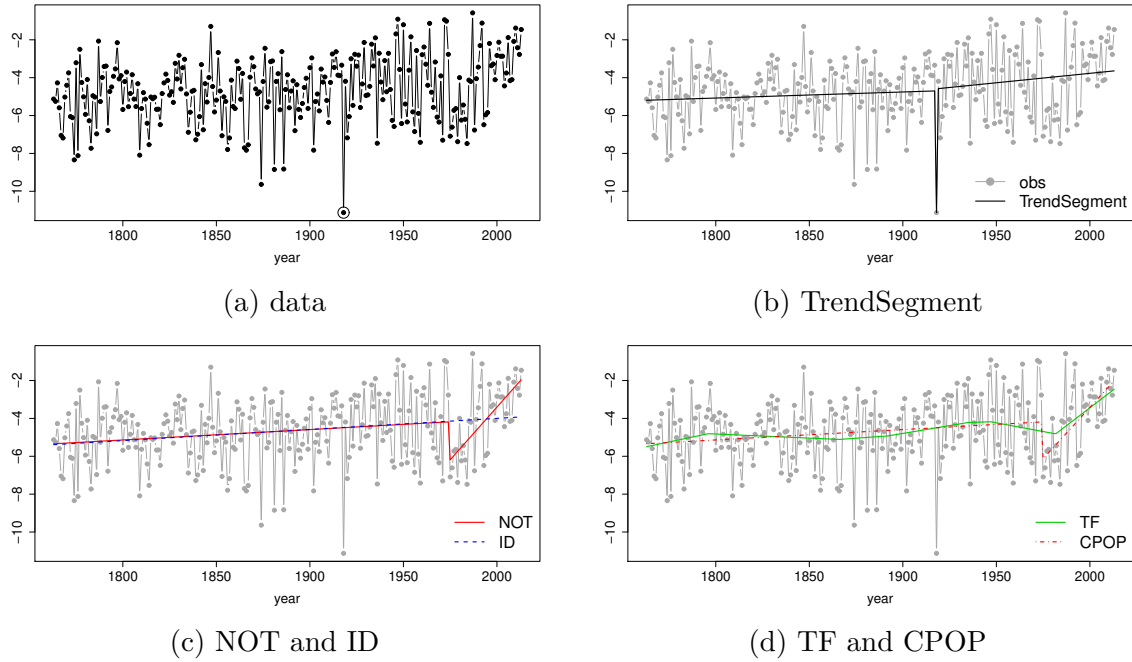 -2
-4
-6
-8
-10
1800
1850
1900
1950
2000
year
(a) data
-2
-4
-6
-8
-10
obs
TrendSegment
1800
1850
1900
1950
2000
year
(b) TrendSegment
-2
-4
-6
-8
-10
NOT
ID
1800
1850
1900
1950
2000
year
(c) NOT and ID
-2
-4
-6
-8
-10
TF
CPOP
1800
1850
1900
1950
2000
year
(d) TF and CPOP